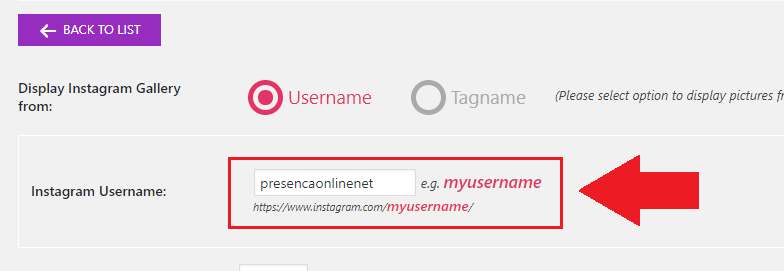 BACK TO LIST
Display Instagram Gallery from:
Username
Tagname
(Please select option to display pictures
Instagram Username:
presencaonlinenet
e.g. myusername
https://www.instagram.com/myusername/